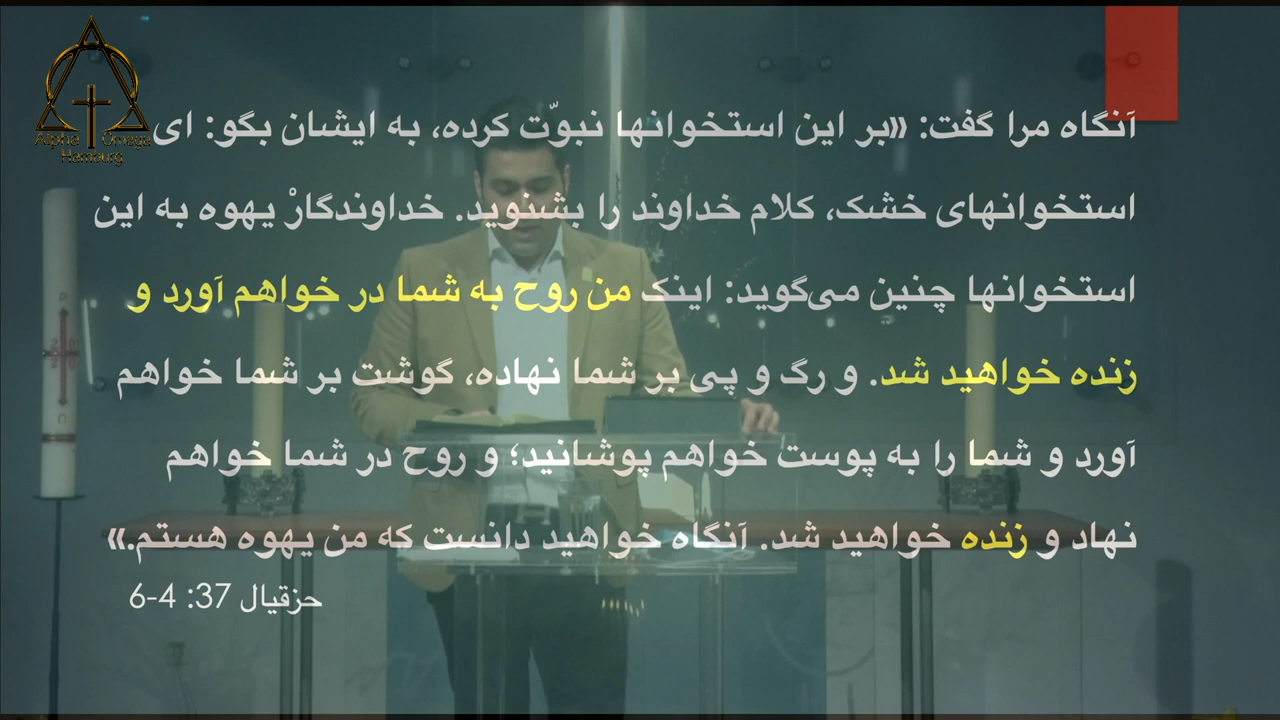 آنگاه مرا گفت: «بر این استخوانها نبوّت کرده، به ایشان بگو: ای
استخوانهای خشک، کلام خداوند را بشنوید. خداوندگارْ یهوه به این
استخوانها چنین می‌گوید: اینک من روح به شما در خواهم آورد و
زنده خواهید شد. و رگ و پی بر شما نهاده، گوشت بر شما خواهم
آورد و شما را به پوست خواهم پوشانید؛ و روح در شما خواهم
نهاد و زنده خواهید شد. آنگاه خواهید دانست که من یهوه هستم.»
حزقیال 37: 4-6
Alpha Omega
Hamburg